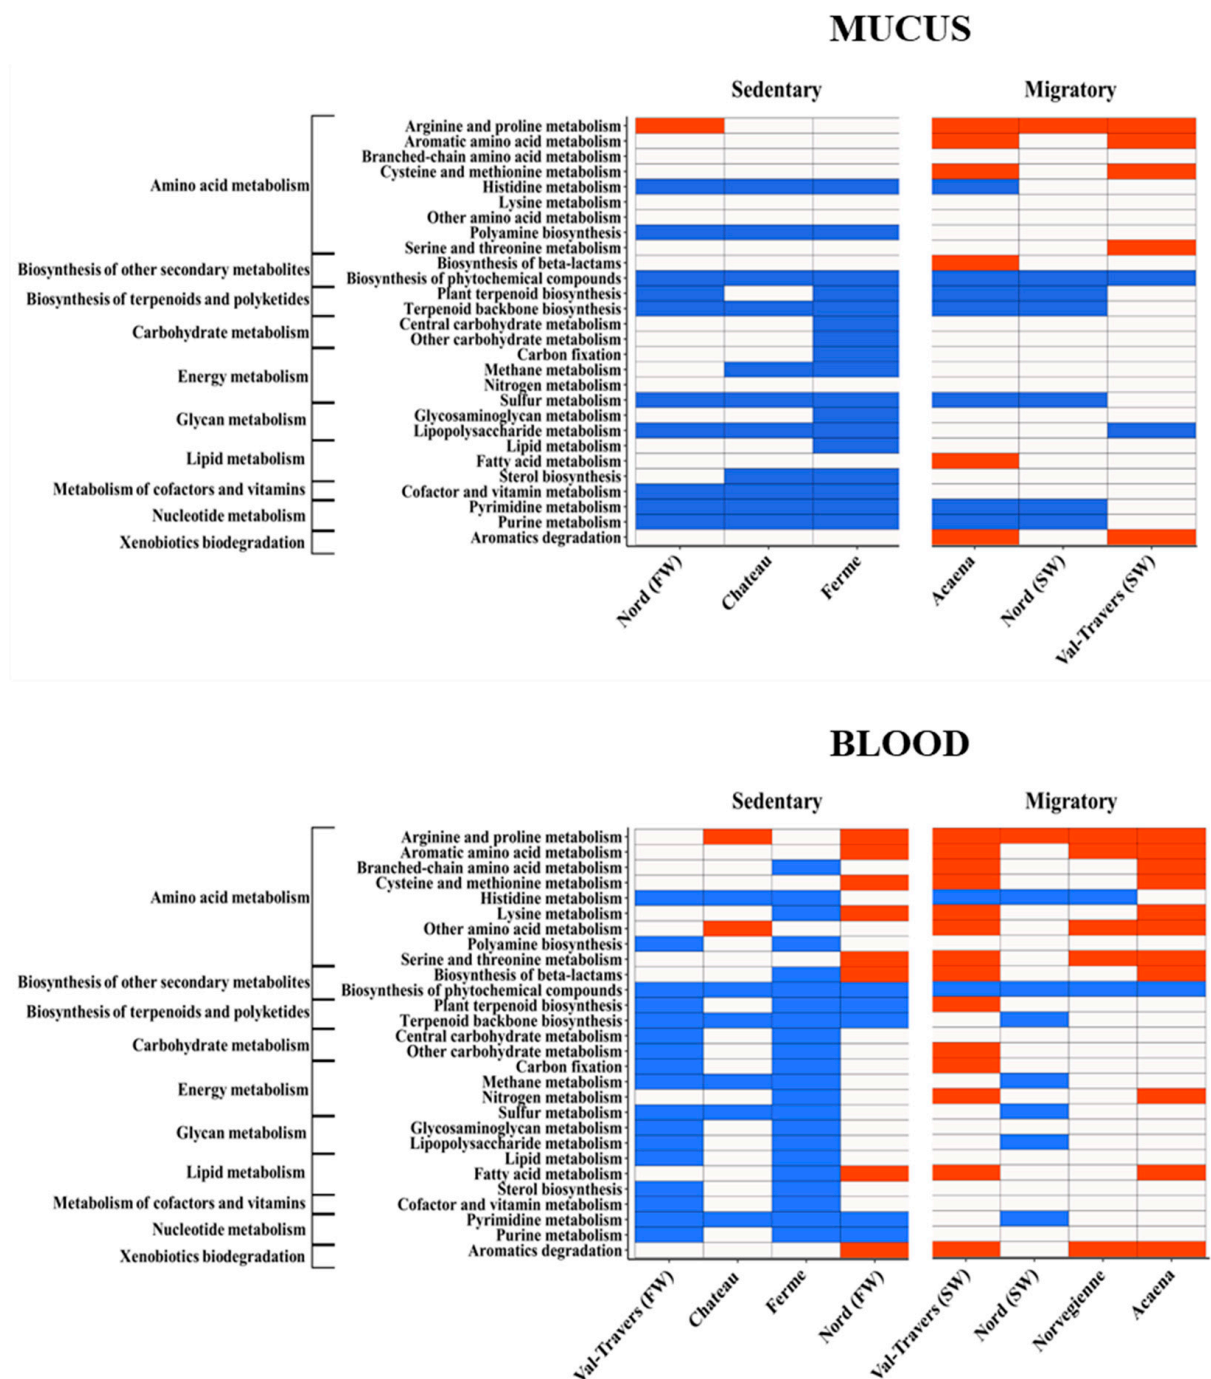 MUCUS
Sedentary
Migratory
Amino acid metabolism
Biosynthesis of other secondary metabolites
Biosynthesis of terpenoids and polyketides
Carbohydrate metabolism
Energy metabolism
Glycan metabolism
Lipid metabolism
Metabolism of cofactors and vitamins
Nucleotide metabolism
Xenobiotics biodegradation
Arginine and proline metabolism
Aromatic amino acid metabolism
Branched-chain amino acid metabolism
Cysteine and methionine metabolism
Histidine metabolism
Lysine metabolism
Other amino acid metabolism
Polyamine biosynthesis
Serine and threonine metabolism
Biosynthesis of beta-lactams
Biosynthesis of phytochemical compounds
Plant terpenoid biosynthesis
Terpenoid backbone biosynthesis
Central carbohydrate metabolism
Other carbohydrate metabolism
Carbon fixation
Methane metabolism
Nitrogen metabolism
Sulfur metabolism
Glycosaminoglycan metabolism
Lipopolysaccharide metabolism
Lipid metabolism
Fatty acid metabolism
Sterol biosynthesis
Cofactor and vitamin metabolism
Pyrimidine metabolism
Purine metabolism
Aromatics degradation
Nord (FW)
Chateau
Ferme
Acaena
Nord (SW)
Val-Travers (SW)
BLOOD
Sedentary
Migratory
Amino acid metabolism
Biosynthesis of other secondary metabolites
Biosynthesis of terpenoids and polyketides
Carbohydrate metabolism
Energy metabolism
Glycan metabolism
Lipid metabolism
Metabolism of cofactors and vitamins
Nucleotide metabolism
Xenobiotics biodegradation
Arginine and proline metabolism
Aromatic amino acid metabolism
Branched-chain amino acid metabolism
Cysteine and methionine metabolism
Histidine metabolism
Lysine metabolism
Other amino acid metabolism
Polyamine biosynthesis
Serine and threonine metabolism
Biosynthesis of beta-lactams
Biosynthesis of phytochemical compounds
Plant terpenoid biosynthesis
Terpenoid backbone biosynthesis
Central carbohydrate metabolism
Other carbohydrate metabolism
Carbon fixation
Methane metabolism
Nitrogen metabolism
Sulfur metabolism
Glycosaminoglycan metabolism
Lipopolysaccharide metabolism
Lipid metabolism
Fatty acid metabolism
Sterol biosynthesis
Cofactor and vitamin metabolism
Pyrimidine metabolism
Purine metabolism
Aromatics degradation
Val-Travers (FW)
Chateau
Ferme
Nord (FW)
Val-Travers (SW)
Nord (SW)
Norvegienne
Acaena